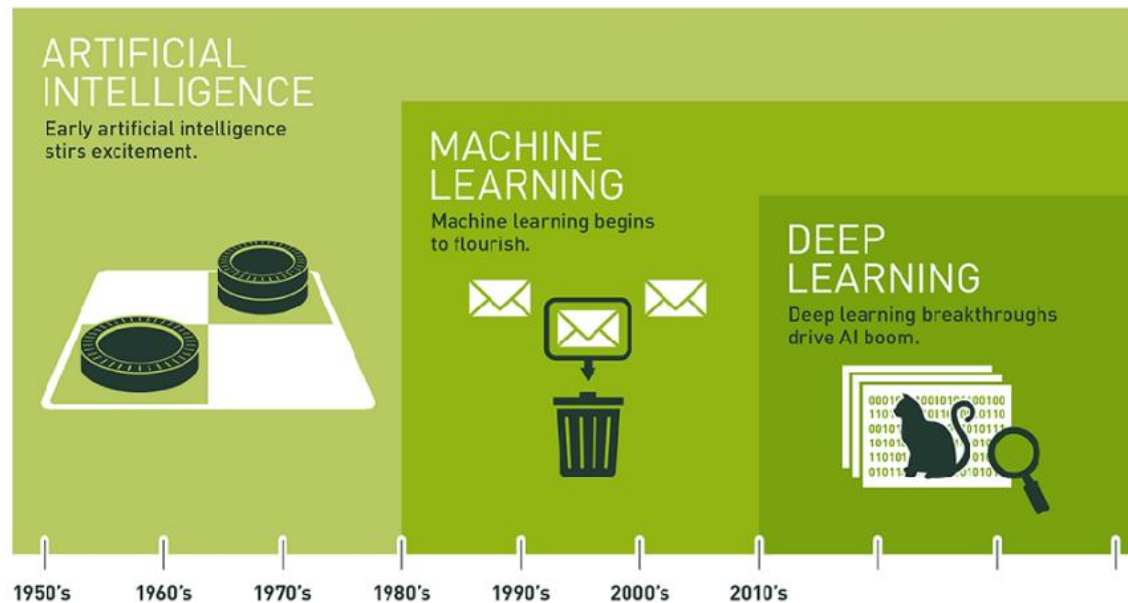 ARTIFICIAL
INTELLIGENCE
Early artificial intelligence
stirs excitement.
MACHINE
LEARNING
Machine learning begins
to flourish.
DEEP
LEARNING
Deep learning breakthroughs
drive AI boom.
1950's 1960's 1970's 1980's 1990's 2000's 2010's